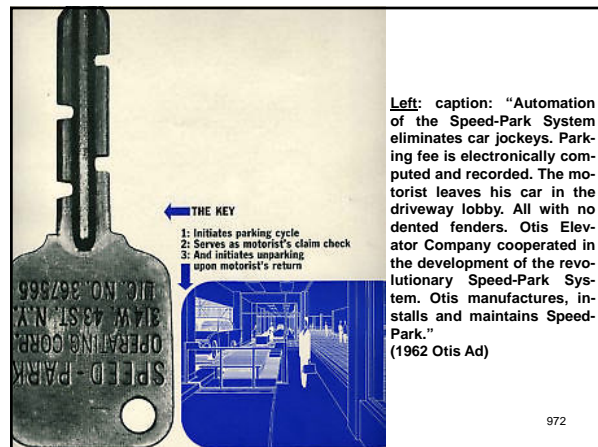 THE KEY
1: Initiates parking cycle
2: Serves as motorist's claim check
3: And initiates unparking
upon motorist's return
SPEED-PARK
OPERATING CORP.
314 W. 43 ST. N.Y.
LIC. NO. 367565
Left: caption: “Automation
of the Speed-Park System
eliminates car jockeys. Park-
ing fee is electronically com-
puted and recorded. The mo-
torist leaves his car in the
driveway lobby. All with no
dented fenders. Otis Elev-
ator Company cooperated in
the development of the revo-
lutionary Speed-Park Sys-
tem. Otis manufactures, in-
stalls and maintains Speed-
Park.”
(1962 Otis Ad)
972